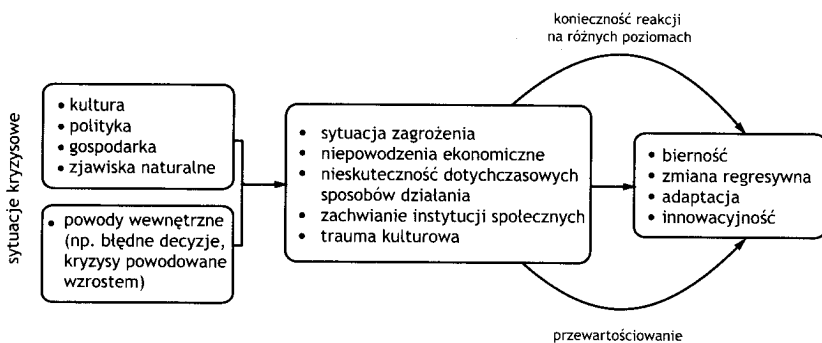 konieczność reakcji
na różnych poziomach
sytuacje kryzysowe
• kultura
• polityka
• gospodarka
• zjawiska naturalne
• powody wewnętrzne
(np. błędne decyzje,
kryzysy powodowane
wzrostem)
• sytuacja zagrożenia
• niepowodzenia ekonomiczne
• nieskuteczność dotychczasowych
sposobów działania
• zachwianie instytucji społecznych
• trauma kulturowa
• bierność
• zmiana regresywna
• adaptacja
• innowacyjność
przewartościowanie